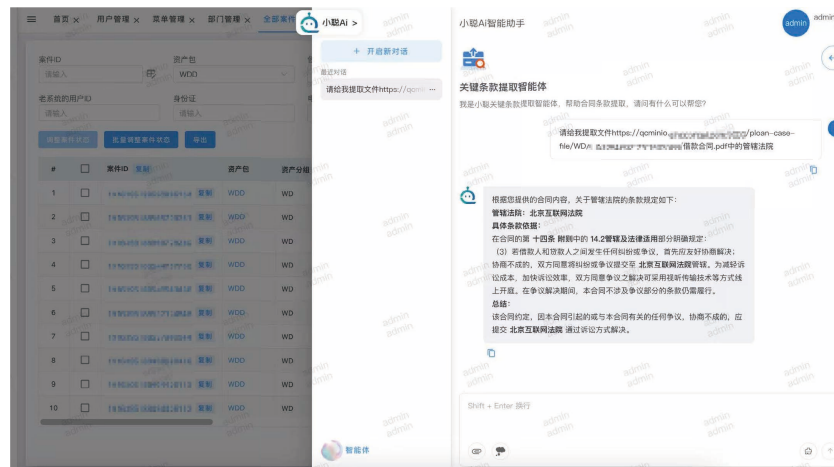 首页 × 用户管理 × 菜单管理 × 部门管理 × 全部案件
小聪Ai >
小聪Ai智能助手
admin
案件ID 资产包
请输入 WDD
老系统的用户ID 身份证
请输入 请输入
调整案件状态 批量调整案件状态 导出
# 案件ID 复制 资产包 资产分组
1 复制 WDD WD
2 复制 WDD WD
3 复制 WDD WD
4 复制 WDD WD
5 复制 WDD WD
6 复制 WDD WD
7 复制 WDD WD
8 复制 WDD WD
9 复制 WDD WD
10 复制 WDD WD
+ 开启新对话
最近对话
请给我提取文件https://qcmi ···
智能体
关键条款提取智能体
我是小聪关键条款提取智能体，帮助合同条款提取，请问有什么可以帮您?
请给我提取文件https://qcminio. /ploan-case-
file/WD/ /借款合同.pdf中的管辖法院
根据您提供的合同内容，关于管辖法院的条款规定如下：
管辖法院：北京互联网法院
具体条款依据：
在合同的第 十四条 附则中的 14.2管辖及法律适用部分明确规定：
（3）若借款人和贷款人之间发生任何纠纷或争议，首先应友好协商解决；
协商不成的，双方同意将纠纷或争议提交至 北京互联网法院管辖。为减轻诉
讼成本，加快诉讼效率，双方同意争议之解决可采用视听传输技术等方式线
上开庭。在争议解决期间，本合同不涉及争议部分的条款仍需履行。
总结：
该合同约定，因本合同引起的或与本合同有关的任何争议，协商不成的，应
提交 北京互联网法院 通过诉讼方式解决。
Shift + Enter 换行